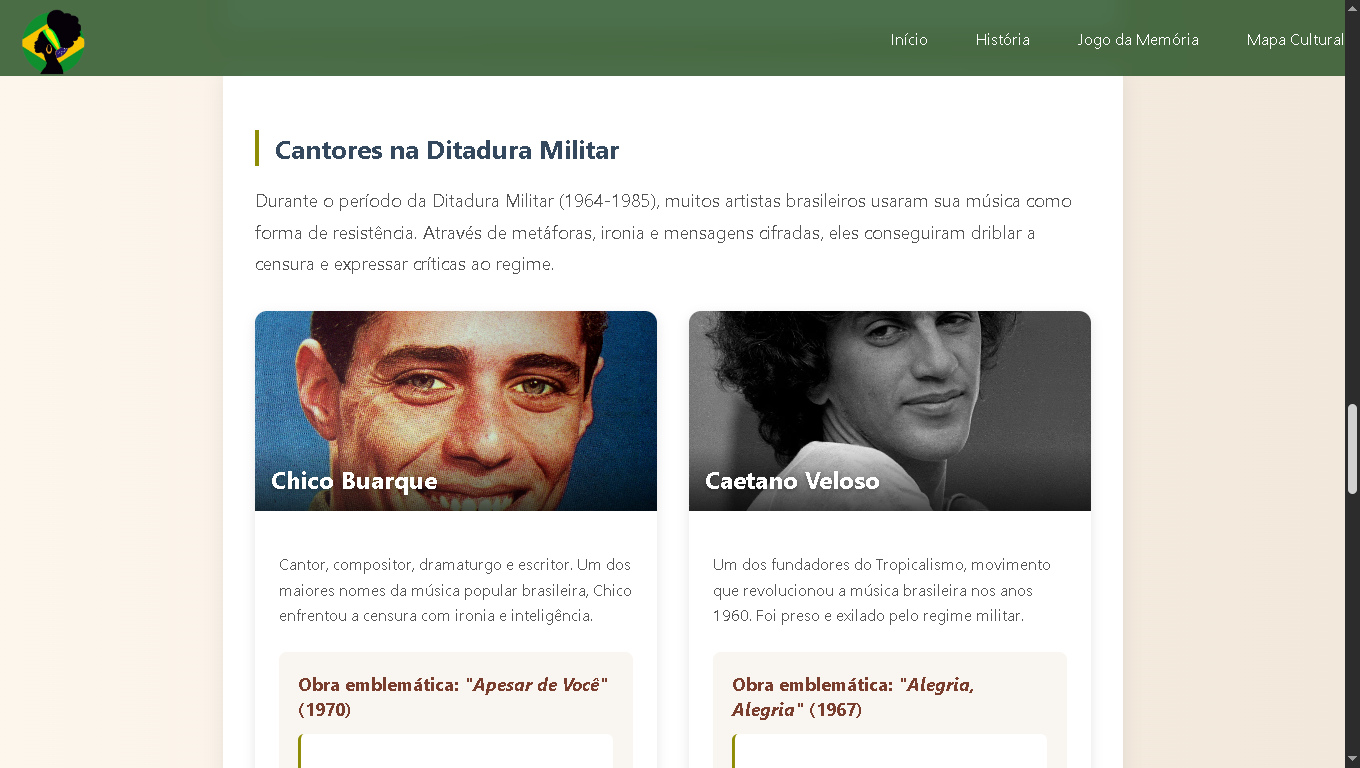 Início História Jogo da Memória Mapa Cultural
Cantores na Ditadura Militar
Durante o período da Ditadura Militar (1964-1985), muitos artistas brasileiros usaram sua música como
forma de resistência. Através de metáforas, ironia e mensagens cifradas, eles conseguiram driblar a
censura e expressar críticas ao regime.
Chico Buarque
Cantor, compositor, dramaturgo e escritor. Um dos
maiores nomes da música popular brasileira, Chico
enfrentou a censura com ironia e inteligência.
Obra emblemática: "Apesar de Você"
(1970)
Caetano Veloso
Um dos fundadores do Tropicalismo, movimento
que revolucionou a música brasileira nos anos
1960. Foi preso e exilado pelo regime militar.
Obra emblemática: "Alegria,
Alegria" (1967)